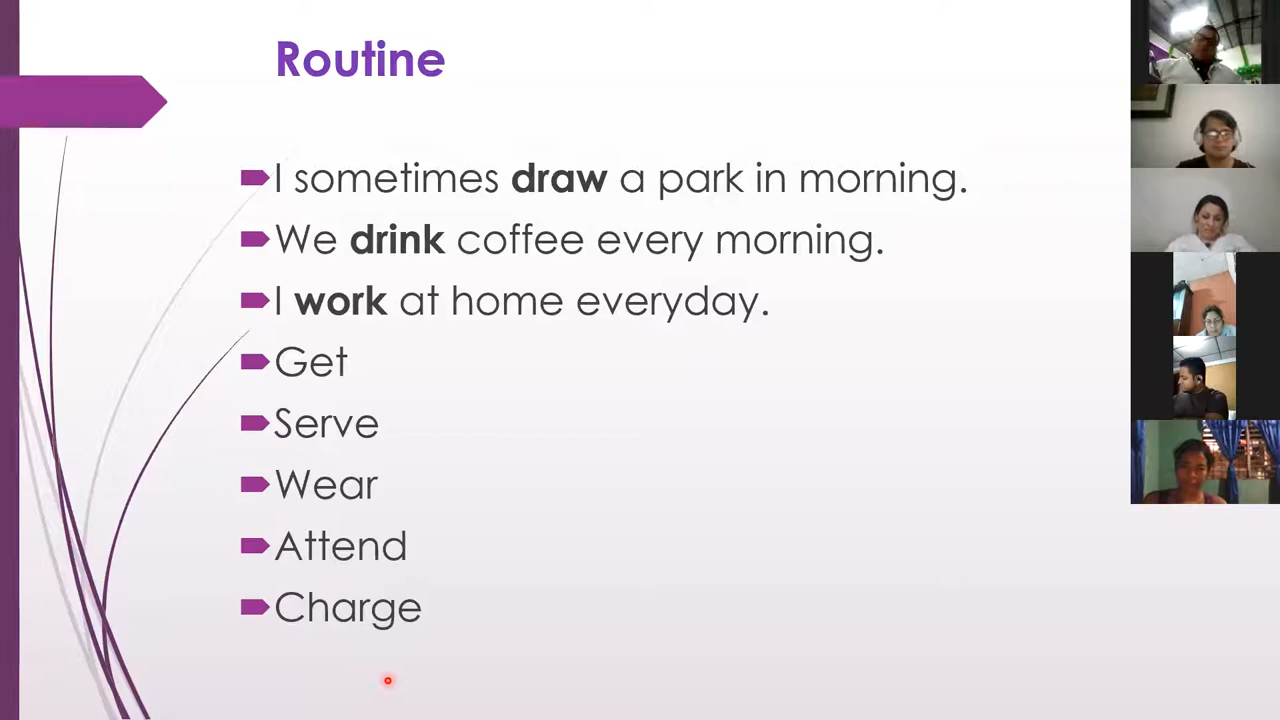 Routine
I sometimes draw a park in morning.
We drink coffee every morning.
I work at home everyday.
Get
Serve
Wear
Attend
Charge